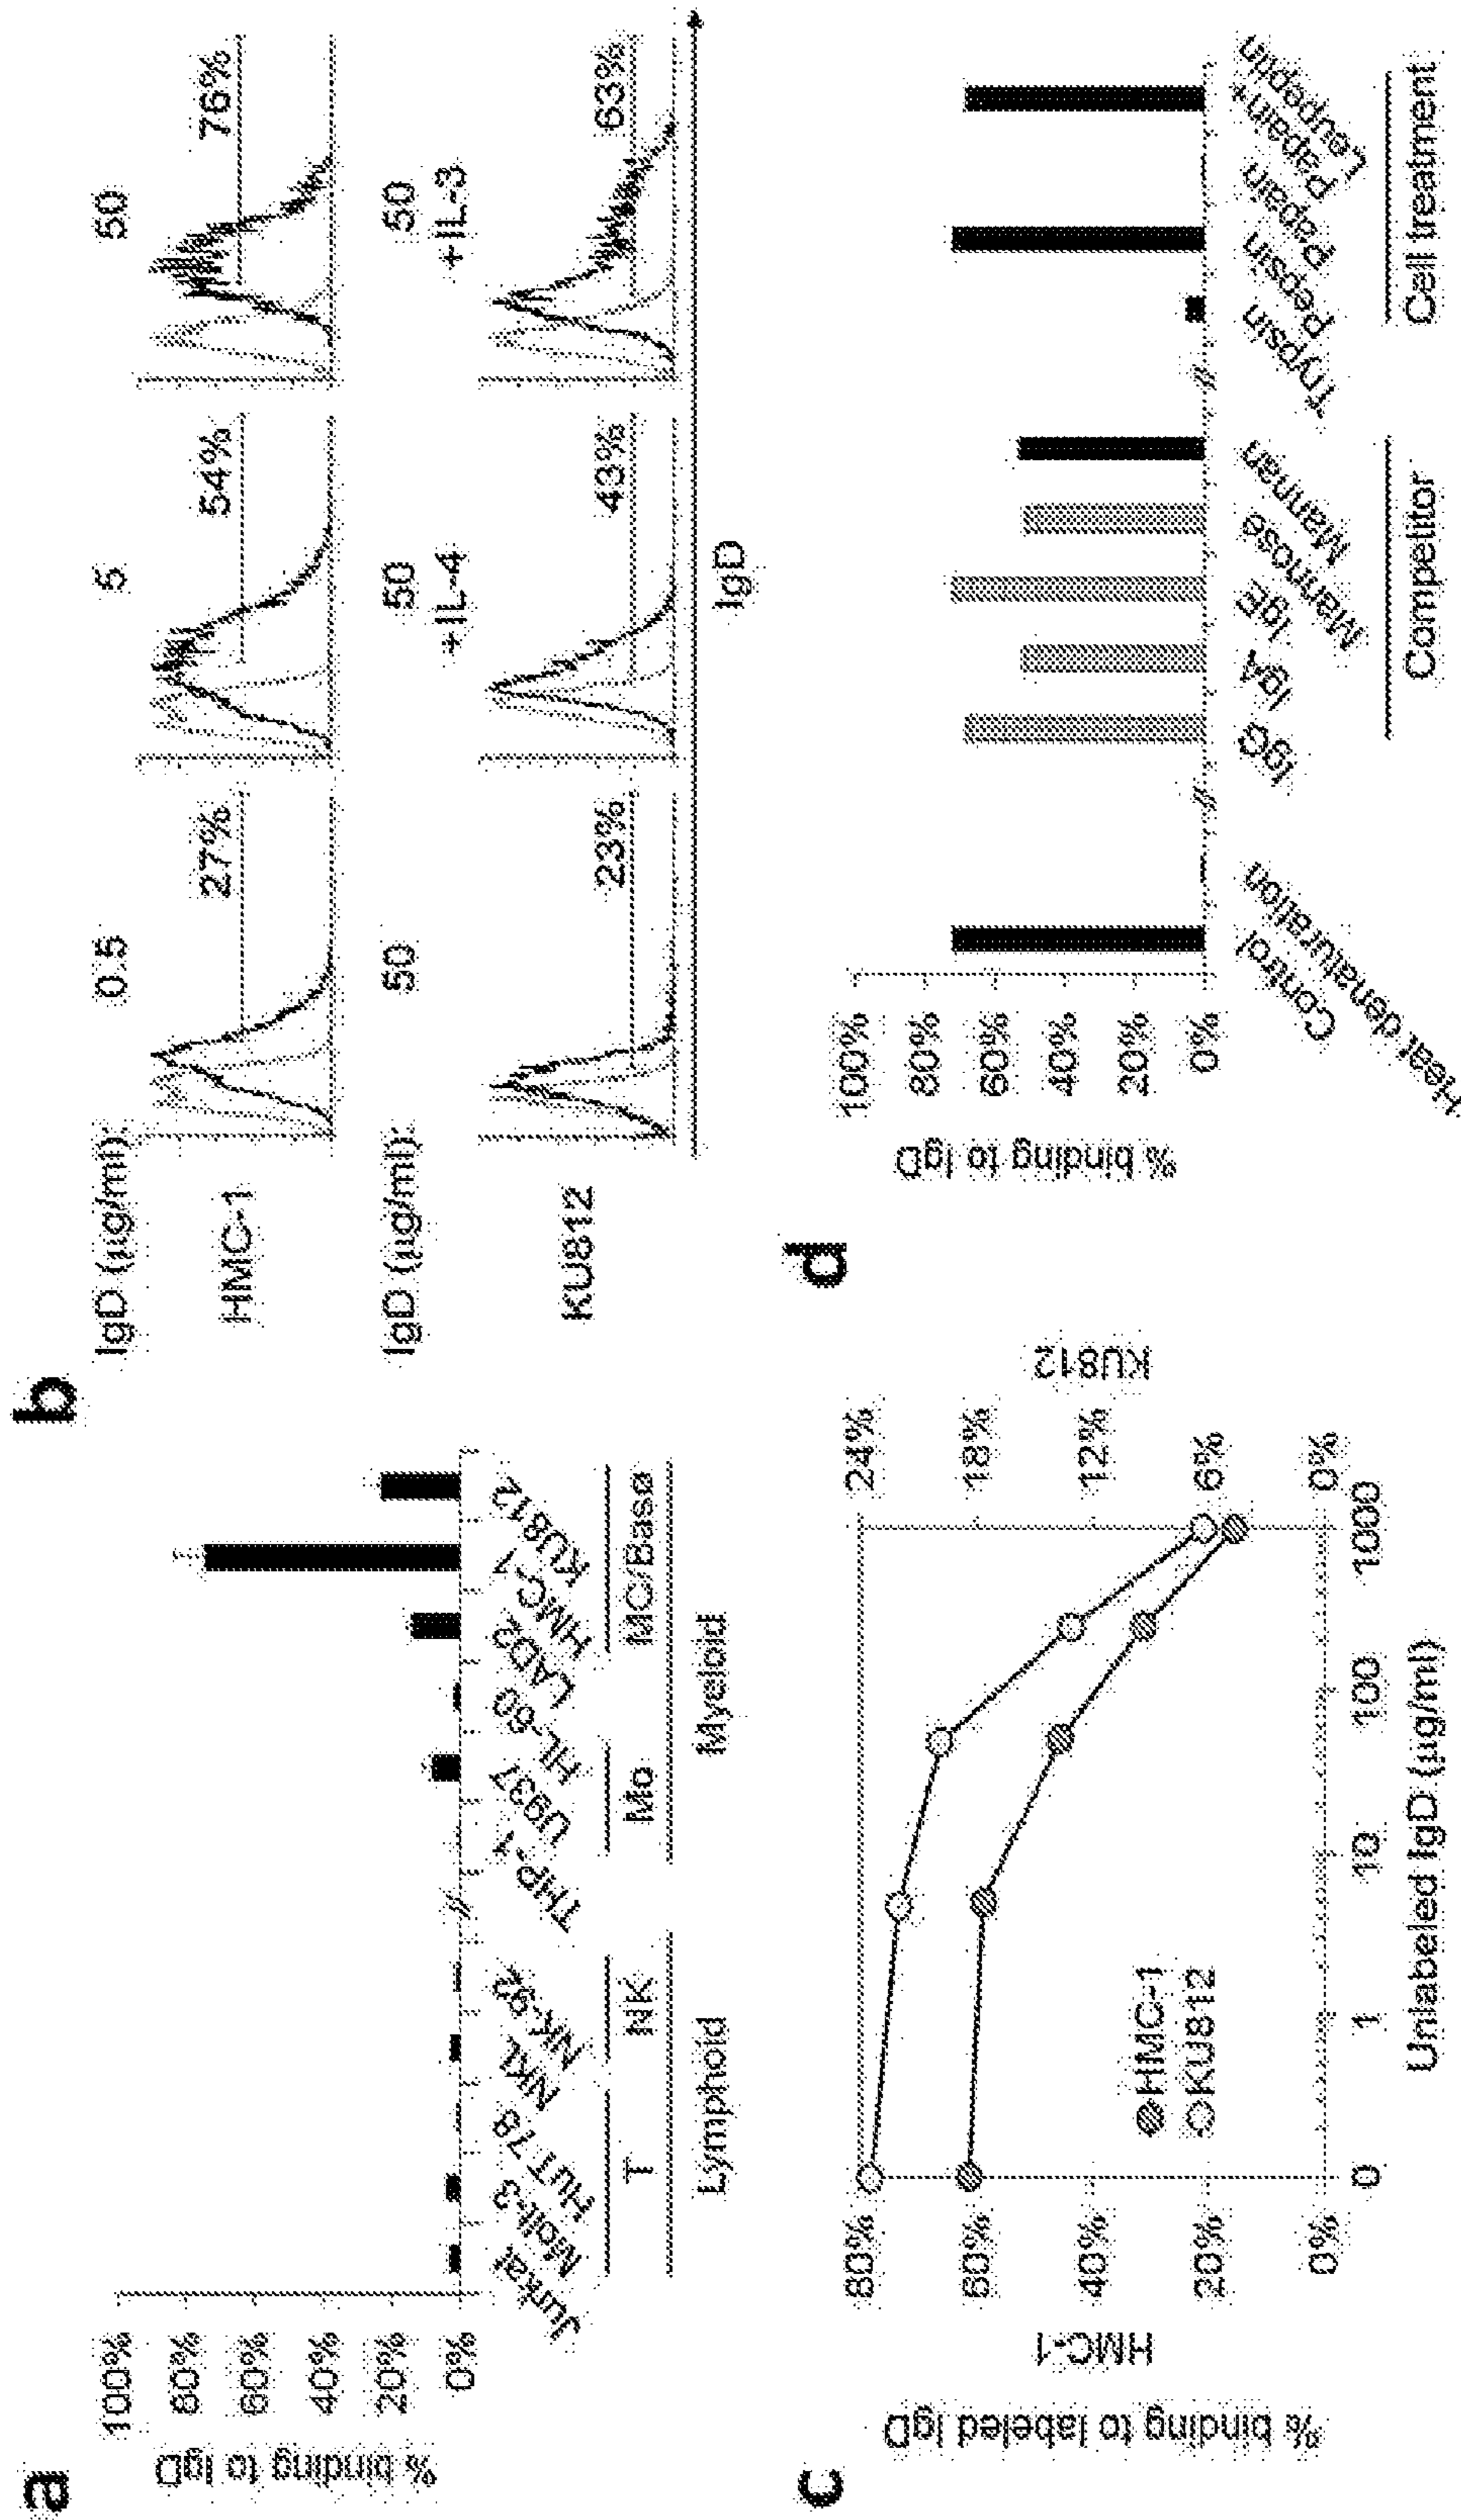 a
% binding to IgD
100%
80%
60%
40%
20%
0%
Jurkat
Molt-3
HuT 78
NKL
NK-92
THP-1
U937
HL-60
LAD2
HMC-1
KU812
T
NK
Mo
MC/Baso
Lymphoid
Myeloid
b
IgD (µg/ml):
0.5
5
50
HMC-1
27%
54%
76%
IgD (µg/ml):
50
50
+IL-4
50
+IL-3
KU812
23%
43%
63%
IgD
c
% binding to labeled IgD
HMC-1
80%
60%
40%
20%
0%
HMC-1
KU812
0
1
10
100
1000
Unlabeled IgD (µg/ml)
24%
18%
12%
6%
0%
KU812
d
% binding to IgD
100%
80%
60%
40%
20%
0%
Control
Heat denaturation
IgG
IgA
IgE
Mannose
Mannan
Trypsin
Pepsin
Papain
Papain*
Leupeptin
Competitor
Cell treatment